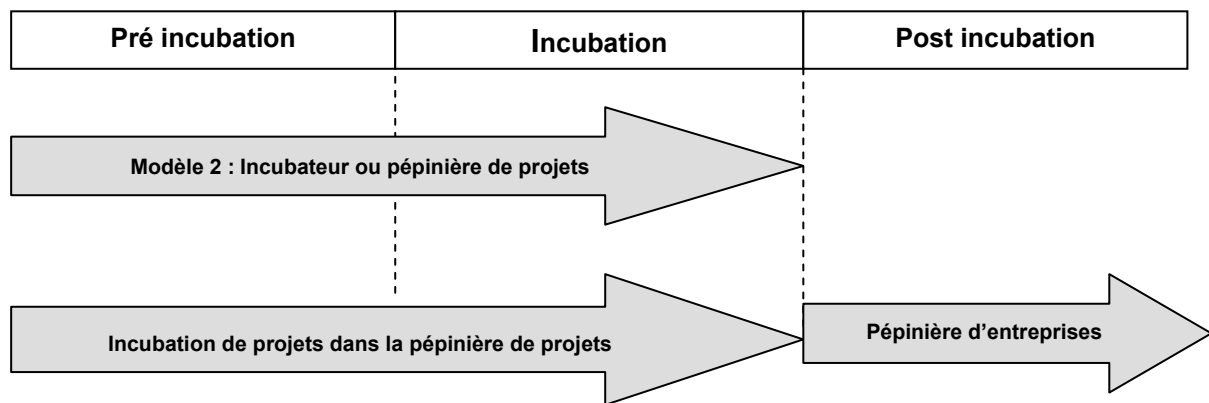 Pré incubation
Incubation
Post incubation
Modèle 2 : Incubateur ou pépinière de projets
Incubation de projets dans la pépinière de projets
Pépinière d’entreprises